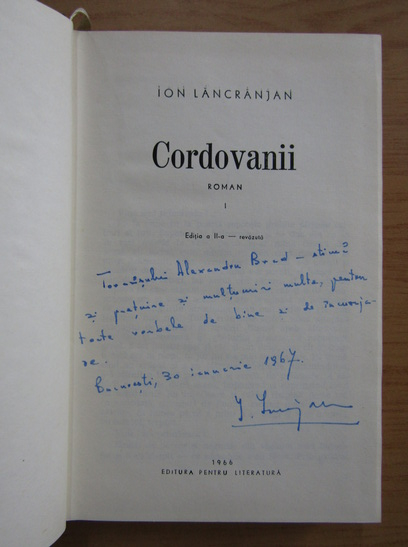 ION LĂNCRĂNJAN
Cordovanii
ROMAN
I
Ediția a II-a — revăzută
Tovarășului Alexandru Brad – stimă
și prețuire și mulțumiri multe, pentru
toate vorbele de bine și de încuraja-
re.
București, 30 ianuarie 1967.
1966
EDITURA PENTRU LITERATURĂ